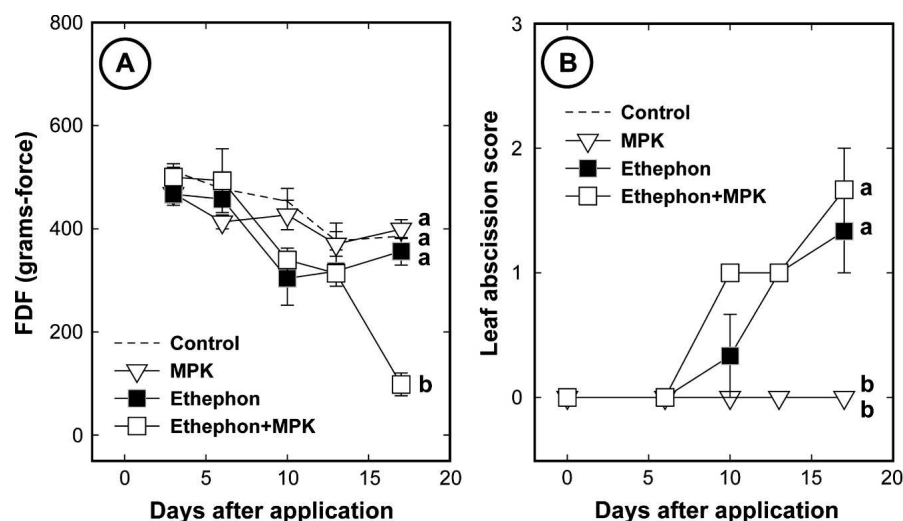 A
FDF (grams-force)
800
600
400
200
0
a
a
a
b
Control
MPK
Ethephon
Ethephon+MPK
0 5 10 15 20
Days after application
B
Leaf abscission score
3
2
1
0
Control
MPK
Ethephon
Ethephon+MPK
a
a
b
b
0 5 10 15 20
Days after application